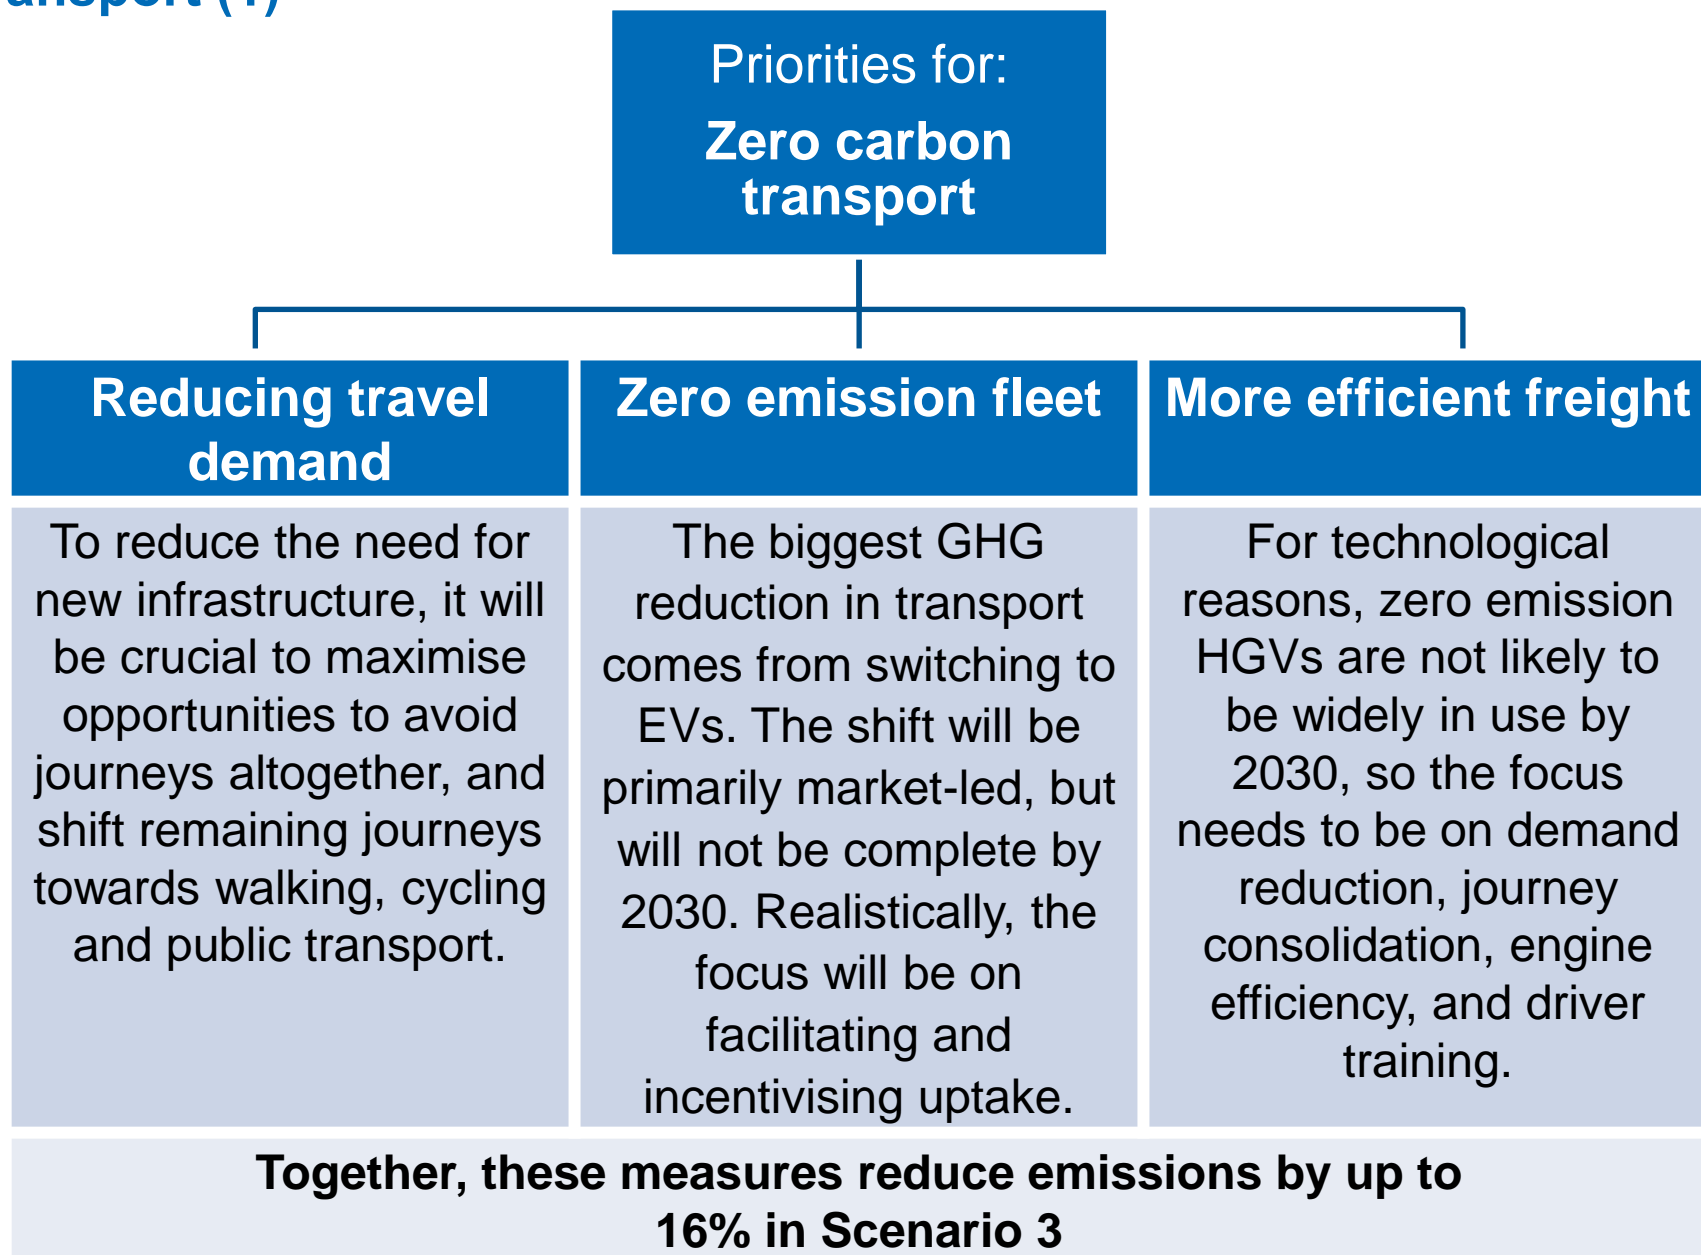 ansport (1)
Priorities for:
Zero carbon
transport
Reducing travel
demand
Zero emission fleet
More efficient freight
To reduce the need for
new infrastructure, it will
be crucial to maximise
opportunities to avoid
journeys altogether, and
shift remaining journeys
towards walking, cycling
and public transport.
The biggest GHG
reduction in transport
comes from switching to
EVs. The shift will be
primarily market-led, but
will not be complete by
2030. Realistically, the
focus will be on
facilitating and
incentivising uptake.
For technological
reasons, zero emission
HGVs are not likely to
be widely in use by
2030, so the focus
needs to be on demand
reduction, journey
consolidation, engine
efficiency, and driver
training.
Together, these measures reduce emissions by up to
16% in Scenario 3